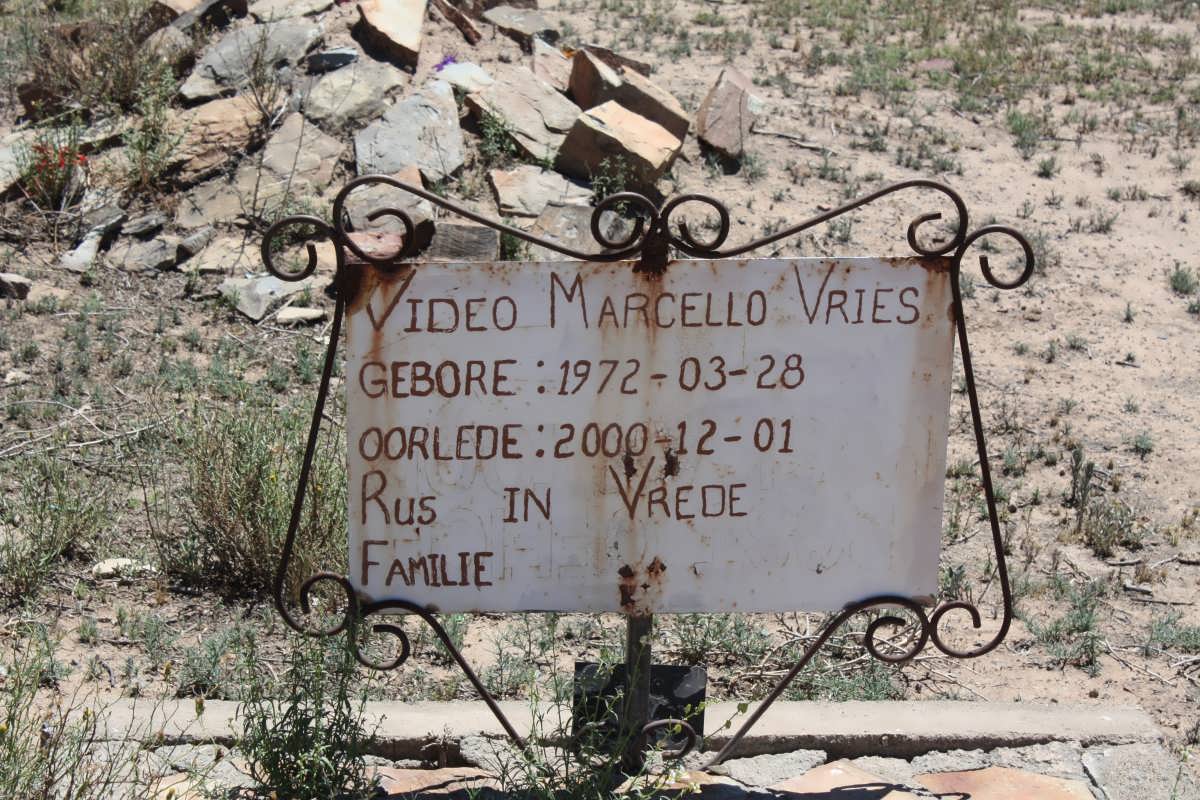 Video Marcello Vries
GEBORE : 1972-03-28
OORLEDE : 2000-12-01
Rus in Vrede
Familie